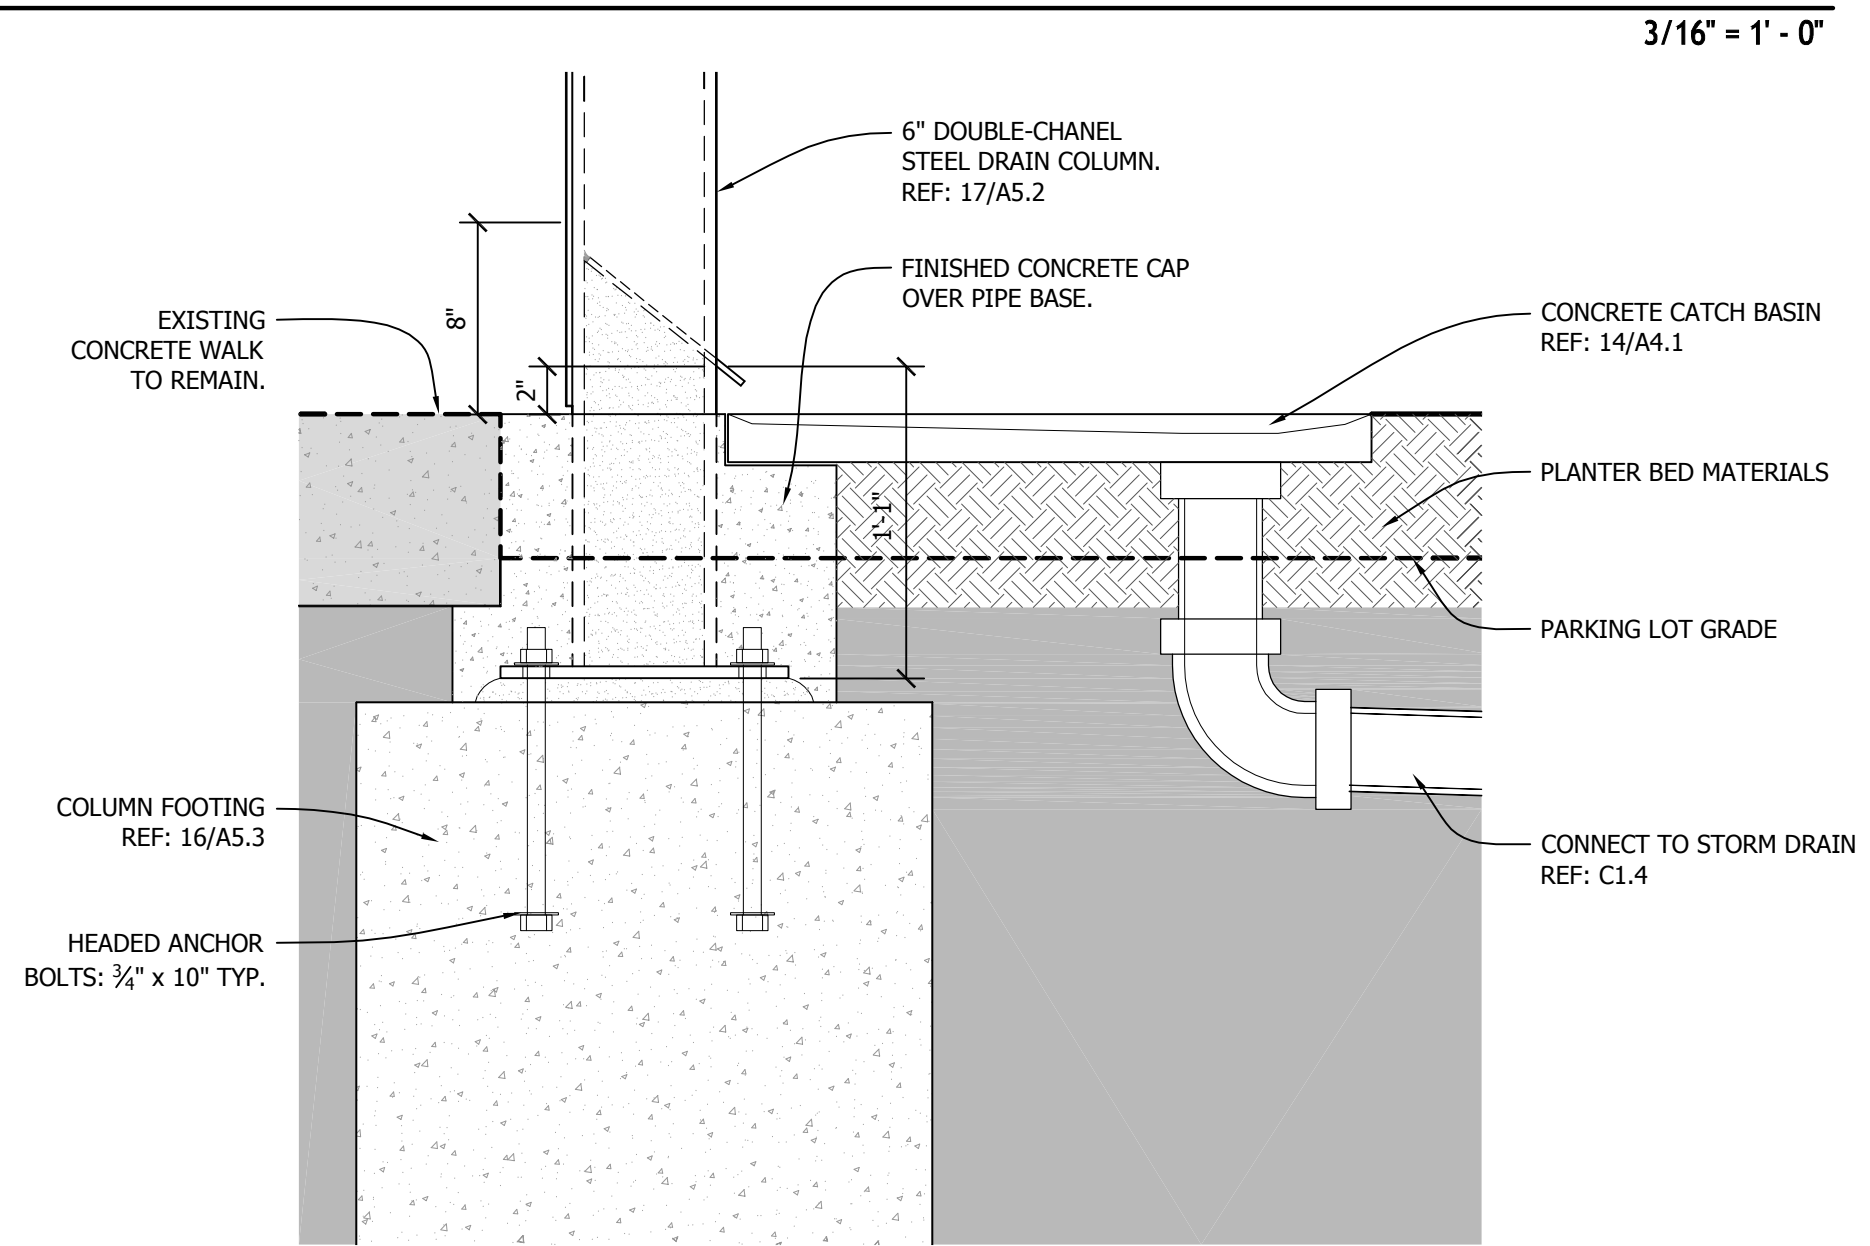 3/16" = 1' - 0"
6" DOUBLE-CHANEL
STEEL DRAIN COLUMN.
REF: 17/A5.2
FINISHED CONCRETE CAP
OVER PIPE BASE.
EXISTING
CONCRETE WALK
TO REMAIN.
8"
2"
1'-1"
CONCRETE CATCH BASIN
REF: 14/A4.1
PLANTER BED MATERIALS
PARKING LOT GRADE
COLUMN FOOTING
REF: 16/A5.3
CONNECT TO STORM DRAIN
REF: C1.4
HEADED ANCHOR
BOLTS: ¾" x 10" TYP.